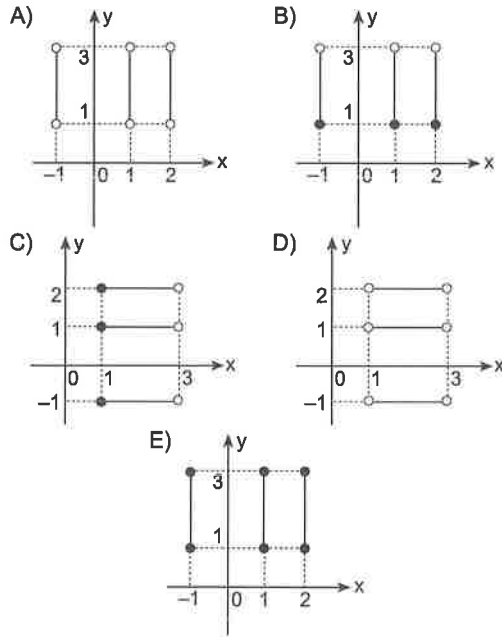 A) y B) y
3 3
1 1
–1 0 1 2 x –1 0 1 2 x
C) y D) y
2 2
1 1
0 1 3 x 0 1 3 x
–1 –1
E) y
3
1
–1 0 1 2 x